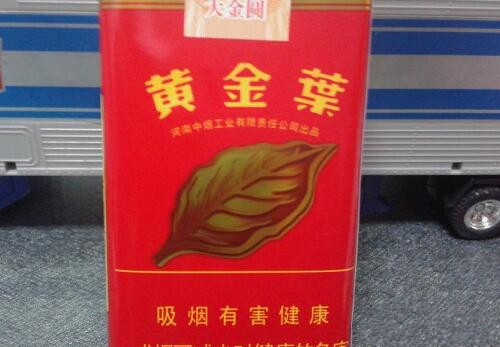 大金圆
黄金葉
河南中烟工业有限责任公司出品
吸烟有害健康